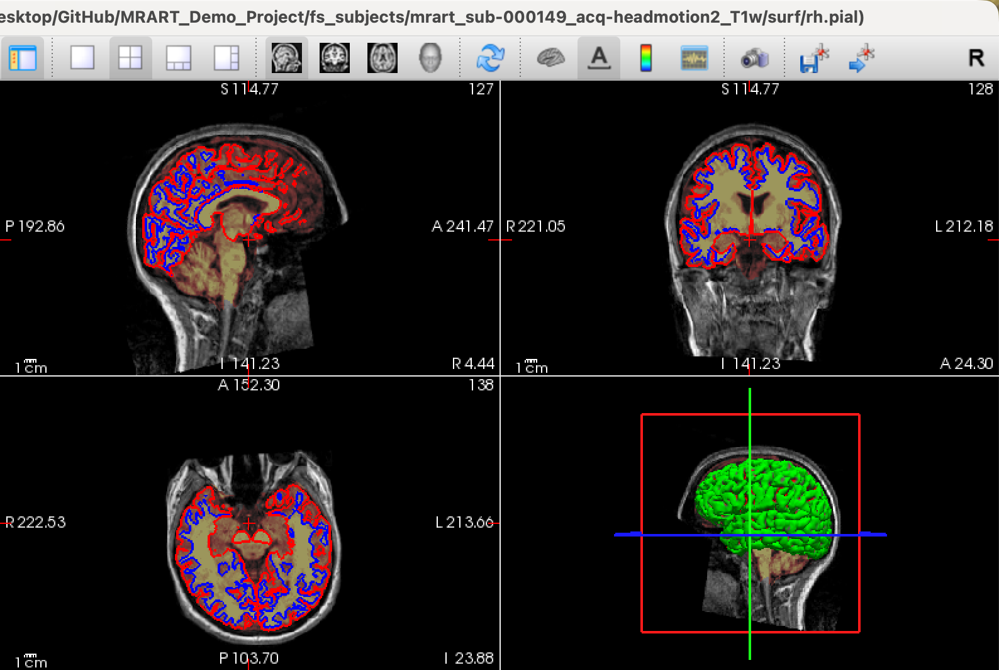 esktop/GitHub/MRART_Demo_Project/fs_subjects/mrart_sub-000149_acq-headmotion2_T1w/surf/rh.pial)
A
R
S 114.77
127
S 114.77
128
P 192.86
A 241.47
R 221.05
L 212.18
1 cm
I 141.23
R 4.44
1 cm
I 141.23
A 24.30
A 152.30
138
R 222.53
L 213.66
1 cm
P 103.70
I 23.88